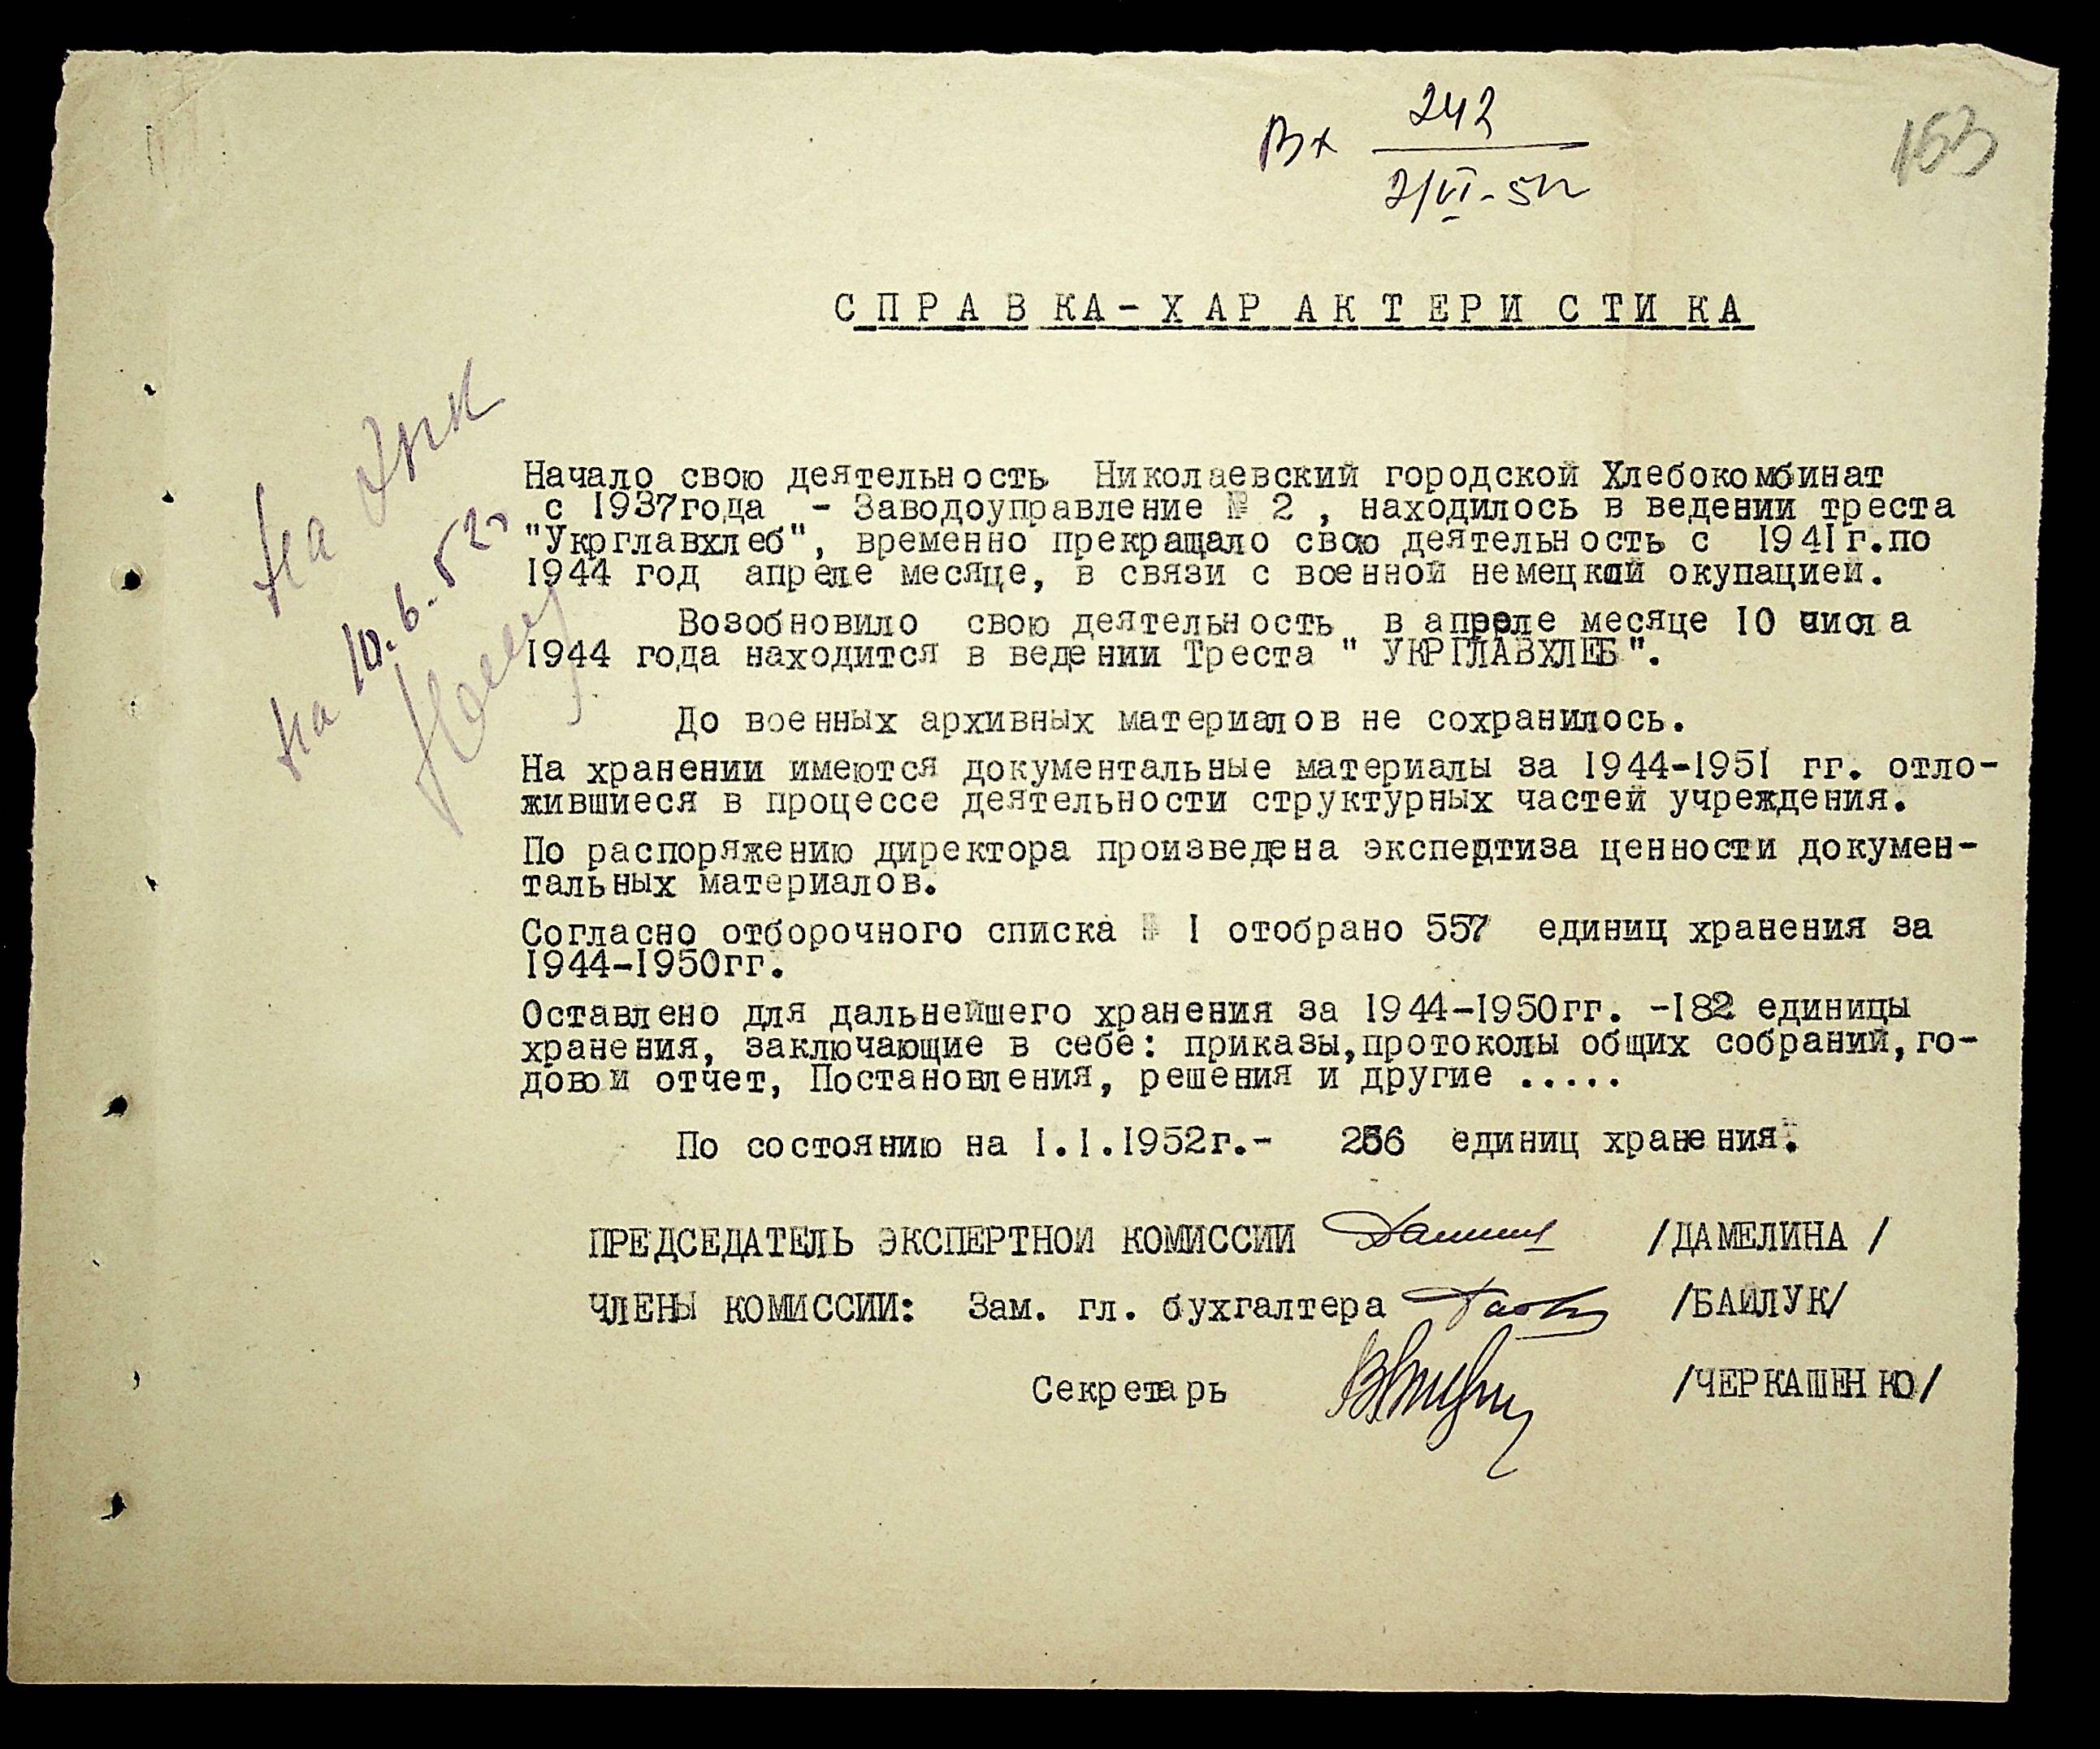 Вх 242
2/VI-52г
153
СПРАВКА-ХАРАКТЕРИСТИКА
На ЭПК
на 10.6.52г
Начало свою деятельность Николаевский городской Хлебокомбинат
с 1937года - Заводоуправление № 2 , находилось в ведении треста
"Укрглавхлеб", временно прекращало свою деятельность с 1941г.по
1944 год апреле месяце, в связи с военной немецкой окупацией.
Возобновило свою деятельность в апреле месяце 10 числа
1944 года находится в ведении Треста " УКРГЛАВХЛЕБ".
До военных архивных материалов не сохранилось.
На хранении имеются документальные материалы за 1944-1951 гг. отло-
жившиеся в процессе деятельности структурных частей учреждения.
По распоряжению директора произведена экспертиза ценности докумен-
тальных материалов.
Согласно отборочного списка № 1 отобрано 557 единиц хранения за
1944-1950гг.
Оставлено для дальнейшего хранения за 1944-1950гг. -182 единицы
хранения, заключающие в себе: приказы,протоколы общих собраний,го-
довои отчет, Постановления, решения и другие .....
По состоянию на 1.1.1952г.- 256 единиц хранения.
ПРЕДСЕДАТЕЛЬ ЭКСПЕРТНОИ КОМИССИИ /ДАМЕЛИНА /
ЧЛЕНЫ КОМИССИИ: Зам. гл. бухгалтера /БАЙЛУК/
Секретарь /ЧЕРКАШЕНКО/